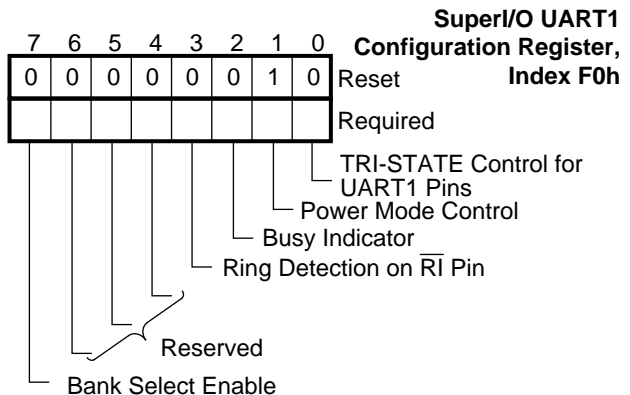 SuperI/O UART1
Configuration Register,
Index F0h
7 6 5 4 3 2 1 0
0 0 0 0 0 0 1 0 Reset
Required
TRI-STATE Control for
UART1 Pins
Power Mode Control
Busy Indicator
Ring Detection on R̅I̅ Pin
Reserved
Bank Select Enable